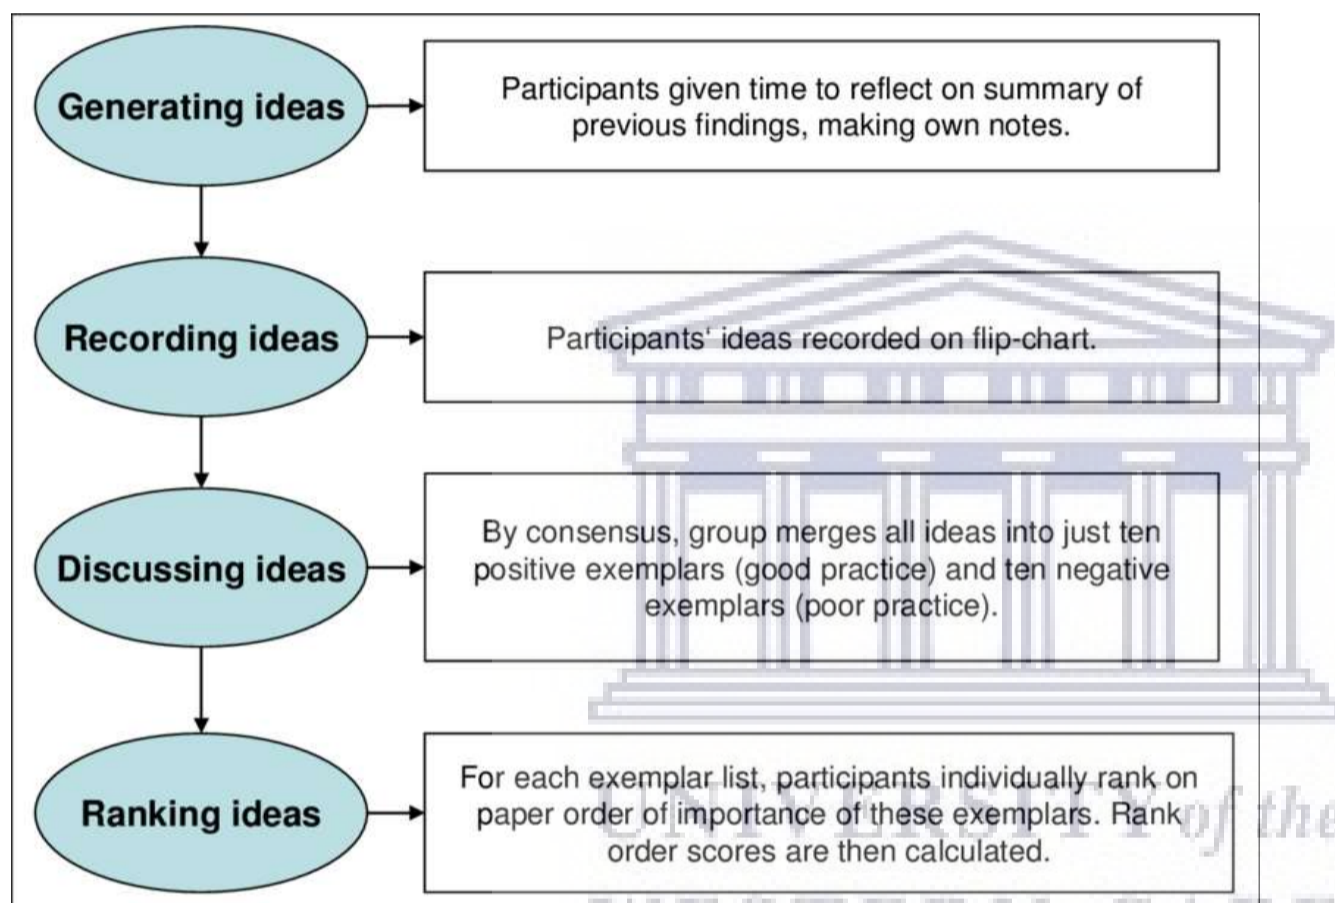 Generating ideas
Participants given time to reflect on summary of
previous findings, making own notes.
Recording ideas
Participants‘ ideas recorded on flip-chart.
Discussing ideas
By consensus, group merges all ideas into just ten
positive exemplars (good practice) and ten negative
exemplars (poor practice).
Ranking ideas
For each exemplar list, participants individually rank on
paper order of importance of these exemplars. Rank
order scores are then calculated.
UNIVERSITY of the